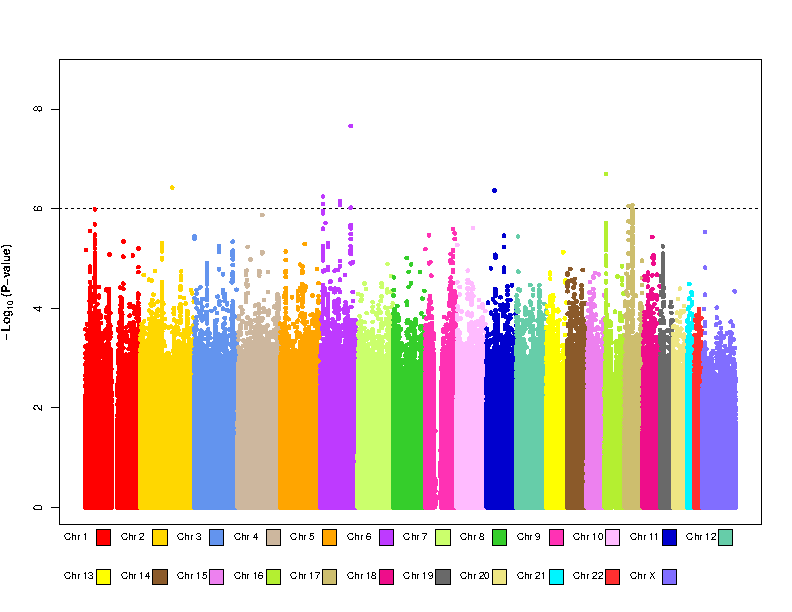 8
6
4
2
0
−Log10 (P−value)
Chr 1 Chr 2 Chr 3 Chr 4 Chr 5 Chr 6 Chr 7 Chr 8 Chr 9 Chr 10 Chr 11 Chr 12
Chr 13 Chr 14 Chr 15 Chr 16 Chr 17 Chr 18 Chr 19 Chr 20 Chr 21 Chr 22 Chr X